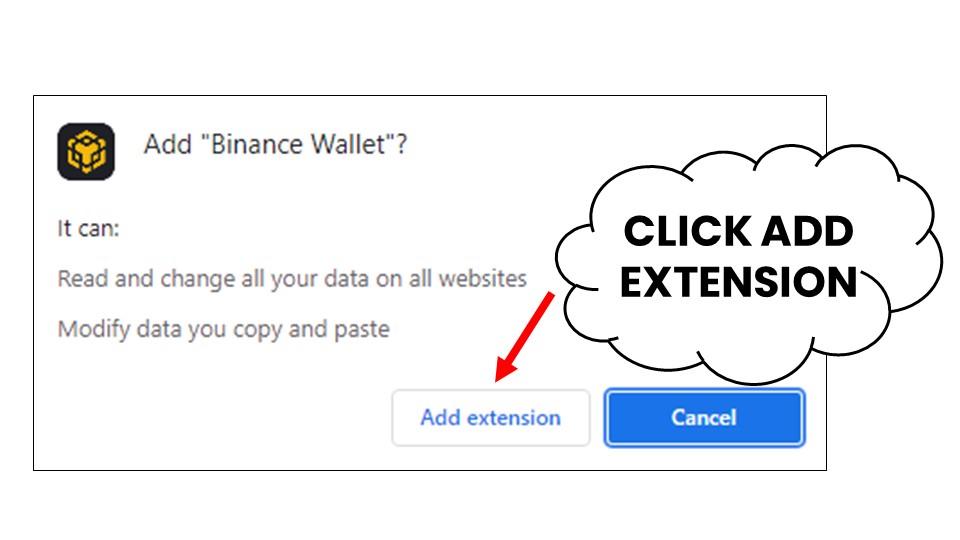 Add "Binance Wallet"?
It can:
Read and change all your data on all websites
Modify data you copy and paste
CLICK ADD
EXTENSION
Add extension
Cancel